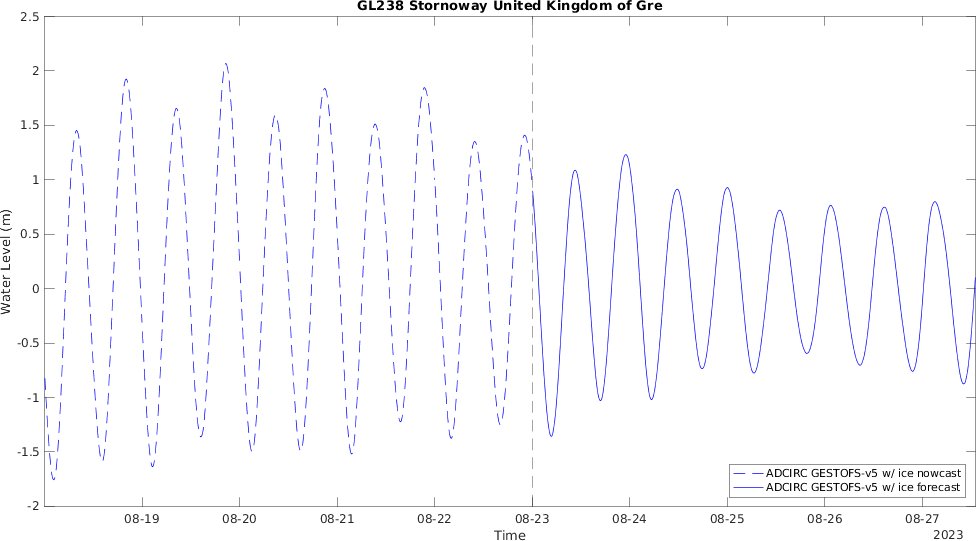 GL238 Stornoway United Kingdom of Gre
2.5
2
1.5
1
0.5
0
-0.5
-1
-1.5
-2
Water Level (m)
08-19 08-20 08-21 08-22 08-23 08-24 08-25 08-26 08-27
Time
2023
ADCIRC GESTOFS-v5 w/ ice nowcast
ADCIRC GESTOFS-v5 w/ ice forecast